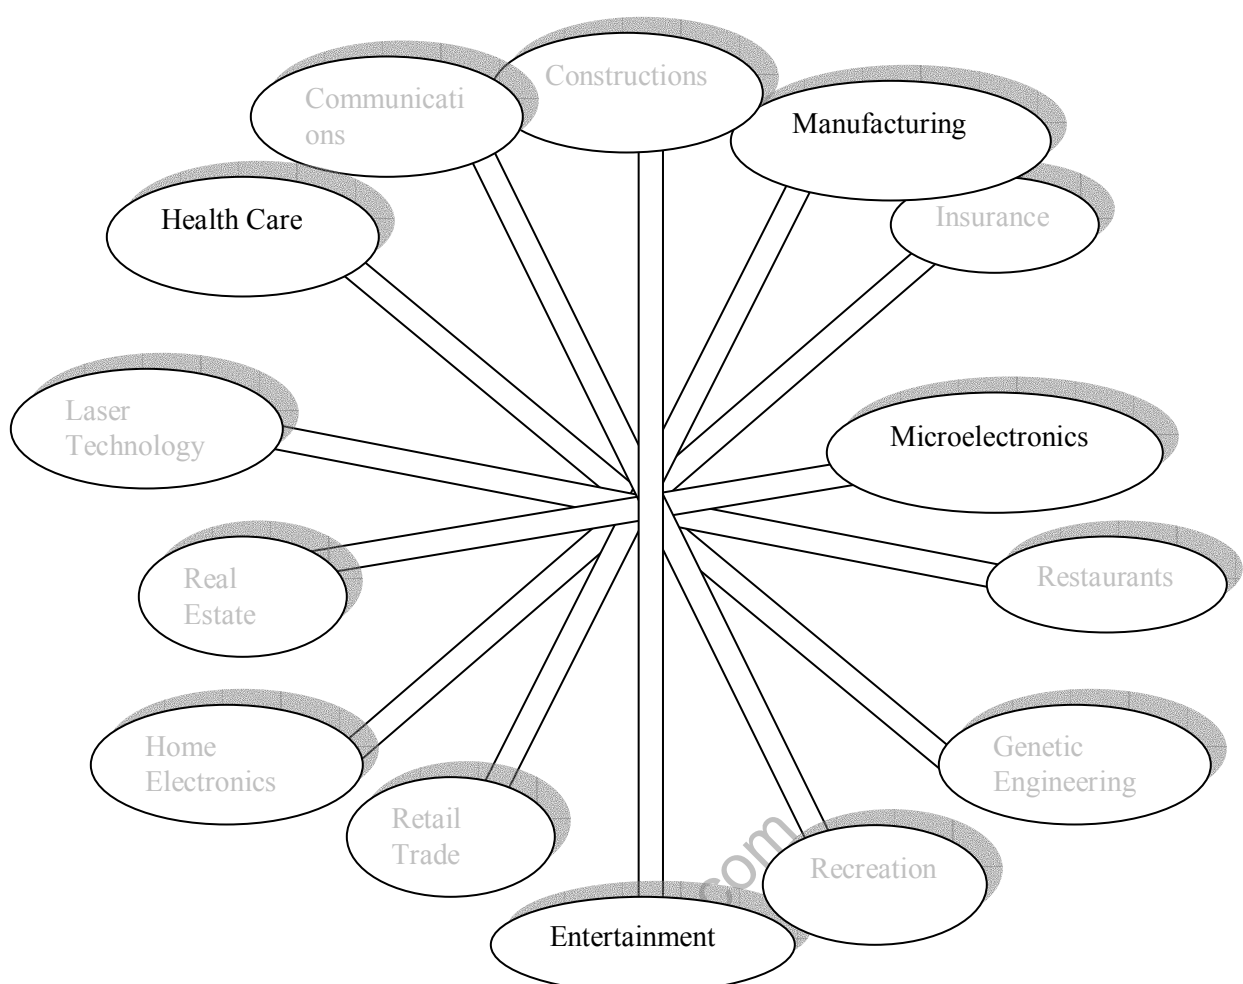 Constructions
Communicati
ons
Manufacturing
Health Care
Insurance
Laser
Technology
Microelectronics
Real
Estate
Restaurants
Home
Electronics
Genetic
Engineering
Retail
Trade
Recreation
.com
Entertainment